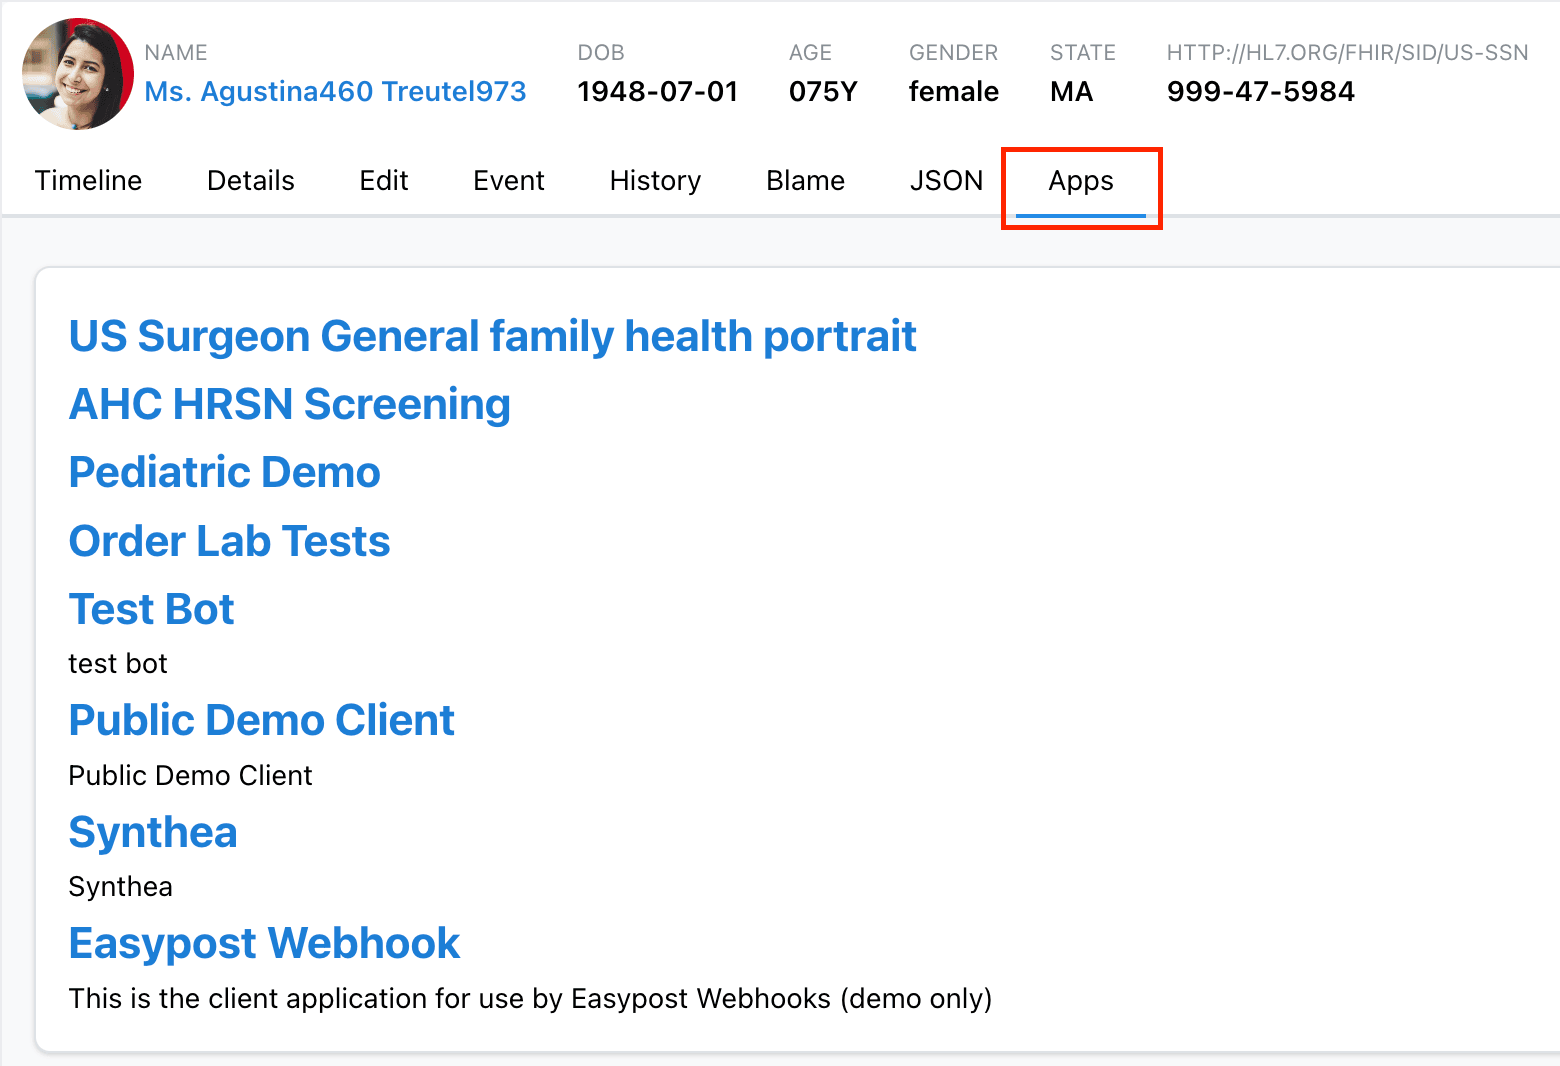 NAME
Ms. Agustina460 Treutel973
DOB
1948-07-01
AGE
075Y
GENDER
female
STATE
MA
HTTP://HL7.ORG/FHIR/SID/US-SSN
999-47-5984
Timeline Details Edit Event History Blame JSON Apps
US Surgeon General family health portrait
AHC HRSN Screening
Pediatric Demo
Order Lab Tests
Test Bot
test bot
Public Demo Client
Public Demo Client
Synthea
Synthea
Easypost Webhook
This is the client application for use by Easypost Webhooks (demo only)